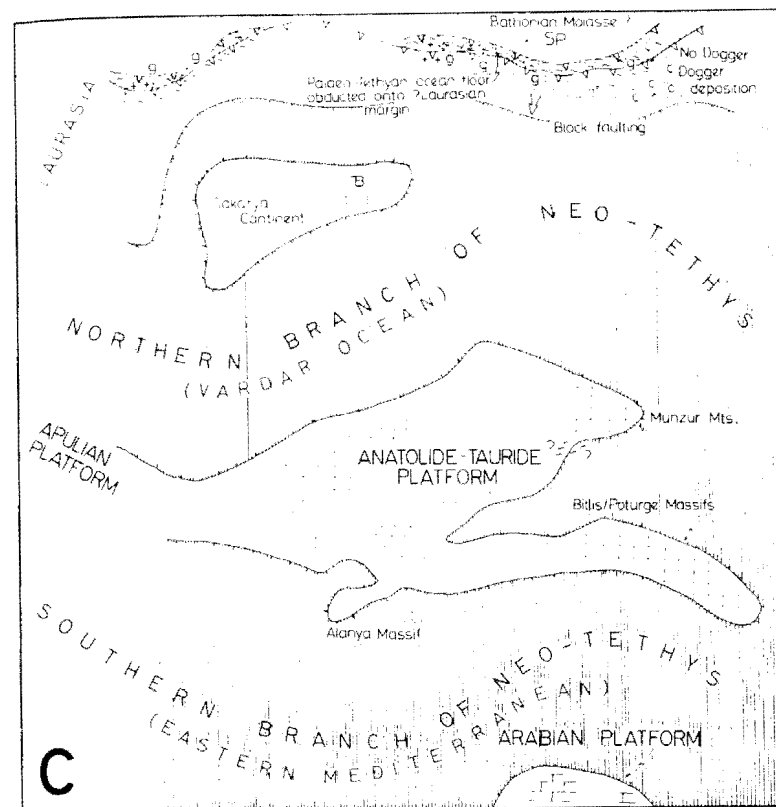 Bathonian Molasse ?
SP
No Dogger
Dogger
deposition
Palaeo-Tethyan ocean floor
obducted onto Laurasian
margin
Block faulting
LAURASIA
B
Sakarya
Continent
NORTHERN BRANCH OF NEO-TETHYS
(VARDAR OCEAN)
APULIAN
PLATFORM
ANATOLIDE-TAURIDE
PLATFORM
Munzur Mts.
Bitlis/Poturge Massifs
Alanya Massif
SOUTHERN BRANCH OF NEO-TETHYS
(EASTERN MEDITERRANEAN)
ARABIAN PLATFORM
C